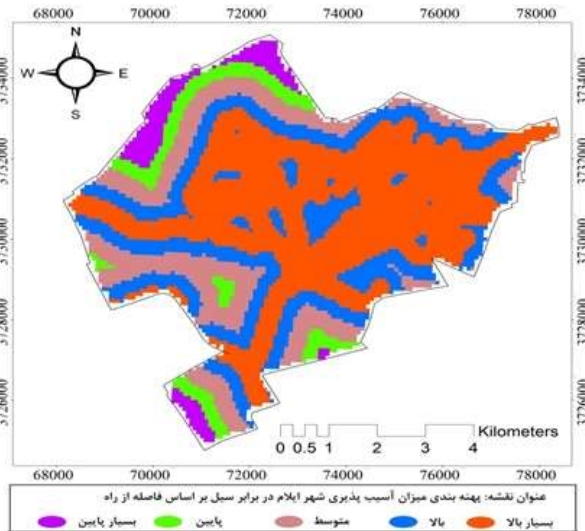 68000 70000 72000 74000 76000 78000
N
W E
S
3734000 3734000
3732000 3732000
3730000 3730000
3728000 3728000
3726000 3726000
Kilometers
0 0.5 1 2 3 4
68000 70000 72000 74000 76000 78000
عنوان نقشه: پهنه بندی میزان آسیب پذیری شهر ایلام در برابر سیل بر اساس فاصله از راه
بسیار بالا بالا متوسط پایین بسیار پایین